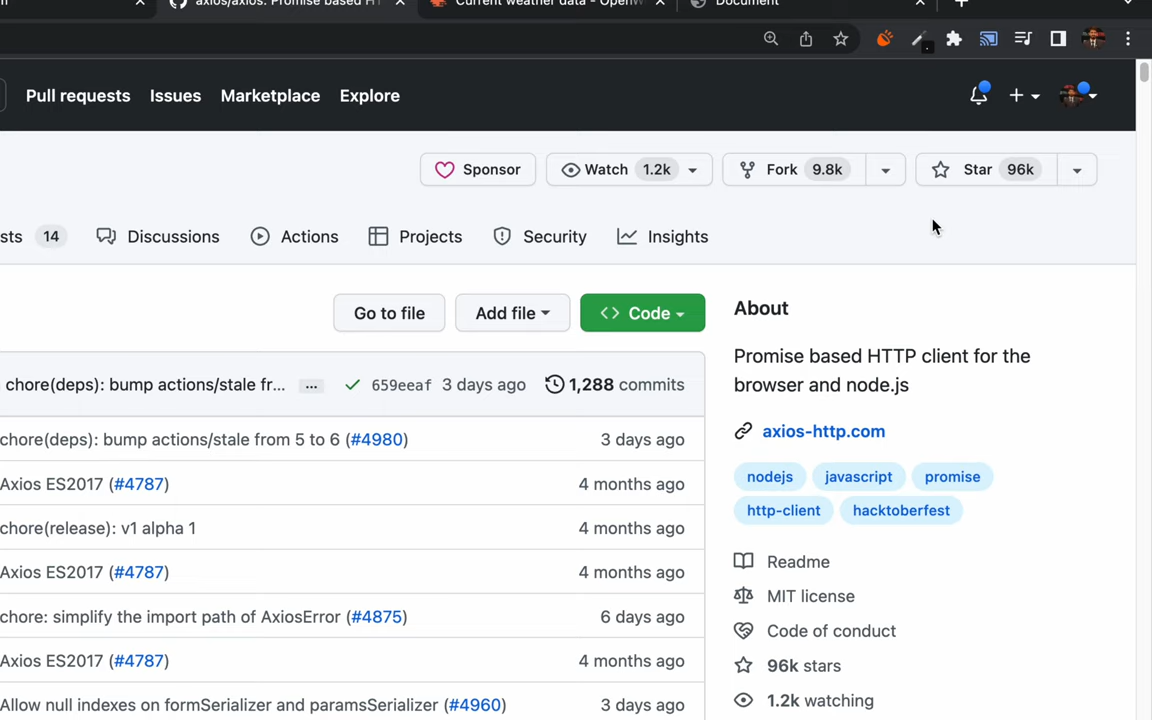 axios/axios: Promise based HT
Current weather data - OpenW
Document
Pull requests Issues Marketplace Explore
Sponsor Watch 1.2k Fork 9.8k Star 96k
sts 14 Discussions Actions Projects Security Insights
Go to file Add file Code
About
Promise based HTTP client for the
browser and node.js
chore(deps): bump actions/stale fr... ... 659eeaf 3 days ago 1,288 commits
axios-http.com
chore(deps): bump actions/stale from 5 to 6 (#4980) 3 days ago
nodejs javascript promise
Axios ES2017 (#4787) 4 months ago
http-client hacktoberfest
chore(release): v1 alpha 1 4 months ago
Readme
Axios ES2017 (#4787) 4 months ago
MIT license
chore: simplify the import path of AxiosError (#4875) 6 days ago
Code of conduct
Axios ES2017 (#4787) 4 months ago
96k stars
Allow null indexes on formSerializer and paramsSerializer (#4960) 3 days ago
1.2k watching